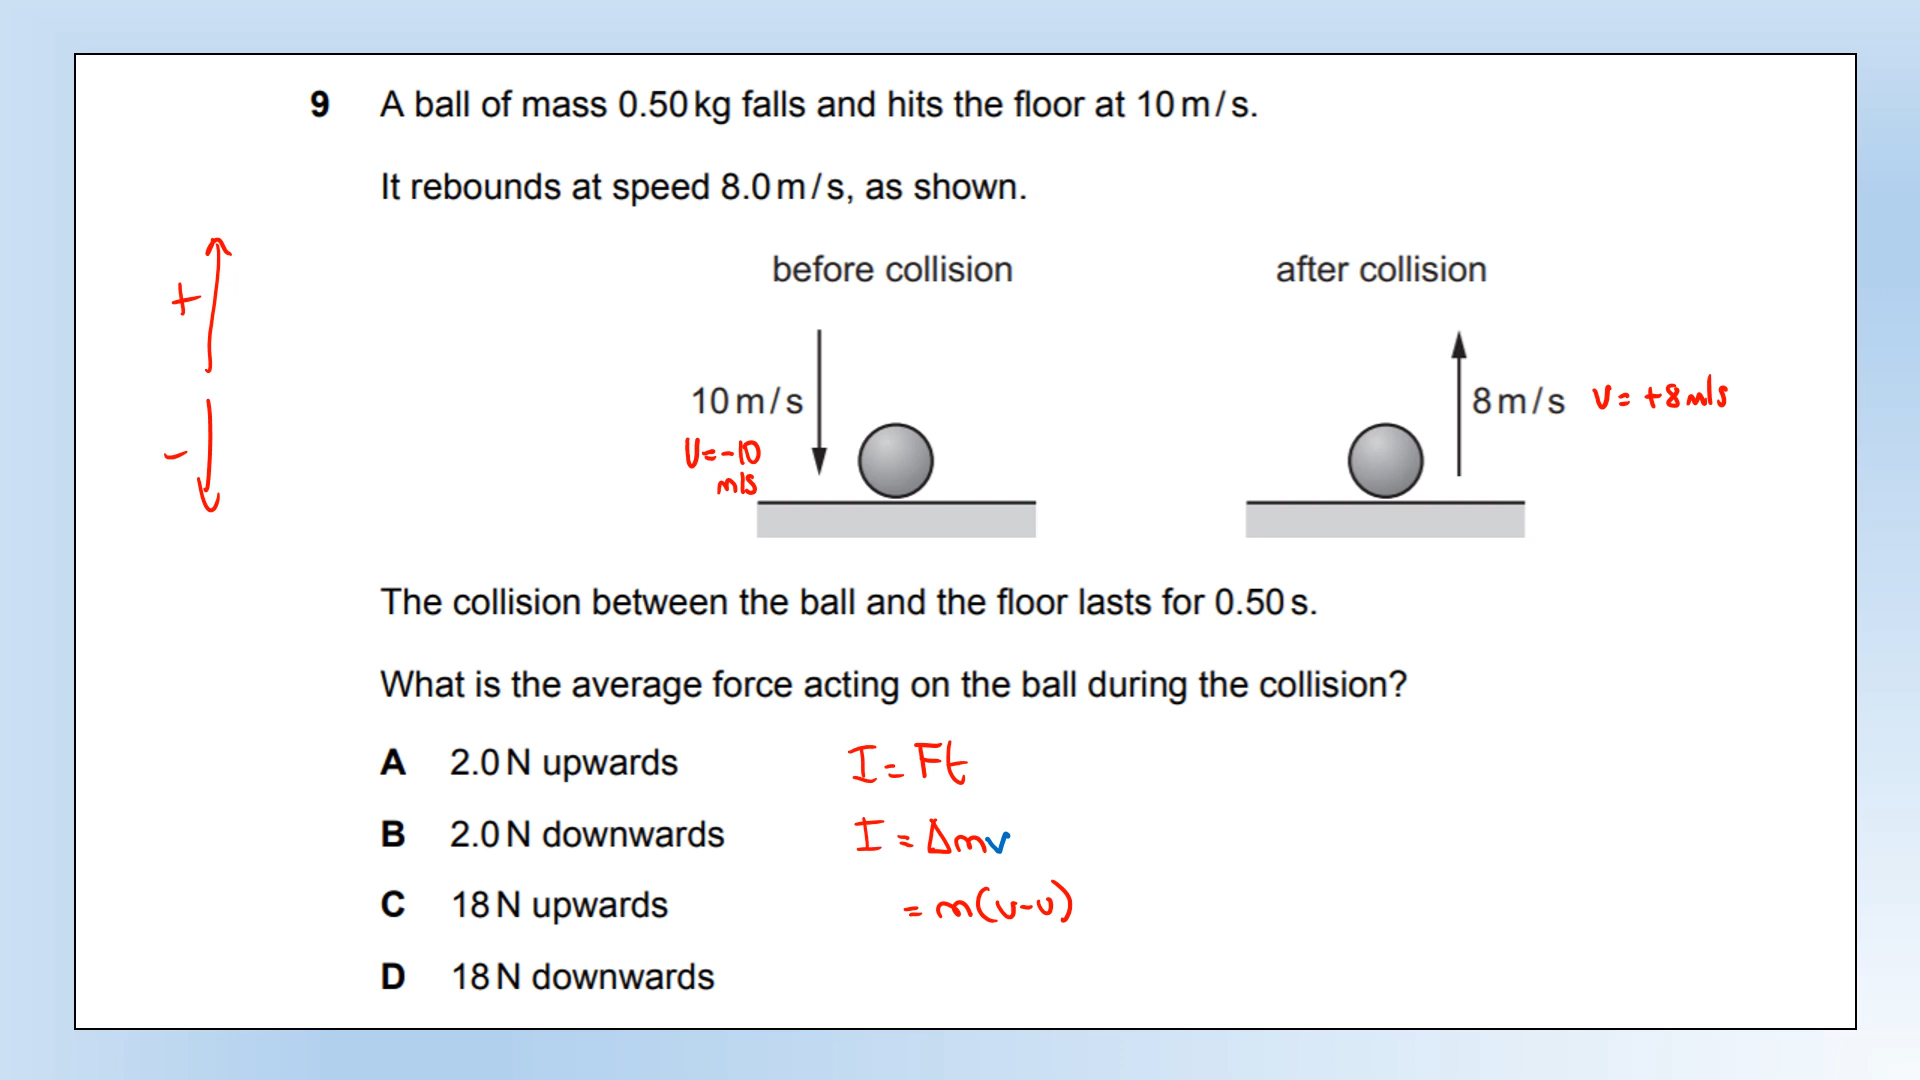 9 A ball of mass 0.50 kg falls and hits the floor at 10 m/s.
It rebounds at speed 8.0 m/s, as shown.
before collision
after collision
+
10 m/s
8 m/s v = +8 m/s
u = -10
m/s
-
The collision between the ball and the floor lasts for 0.50 s.
What is the average force acting on the ball during the collision?
A 2.0 N upwards
I = Ft
B 2.0 N downwards
I = Δmv
C 18 N upwards
= m(v-u)
D 18 N downwards